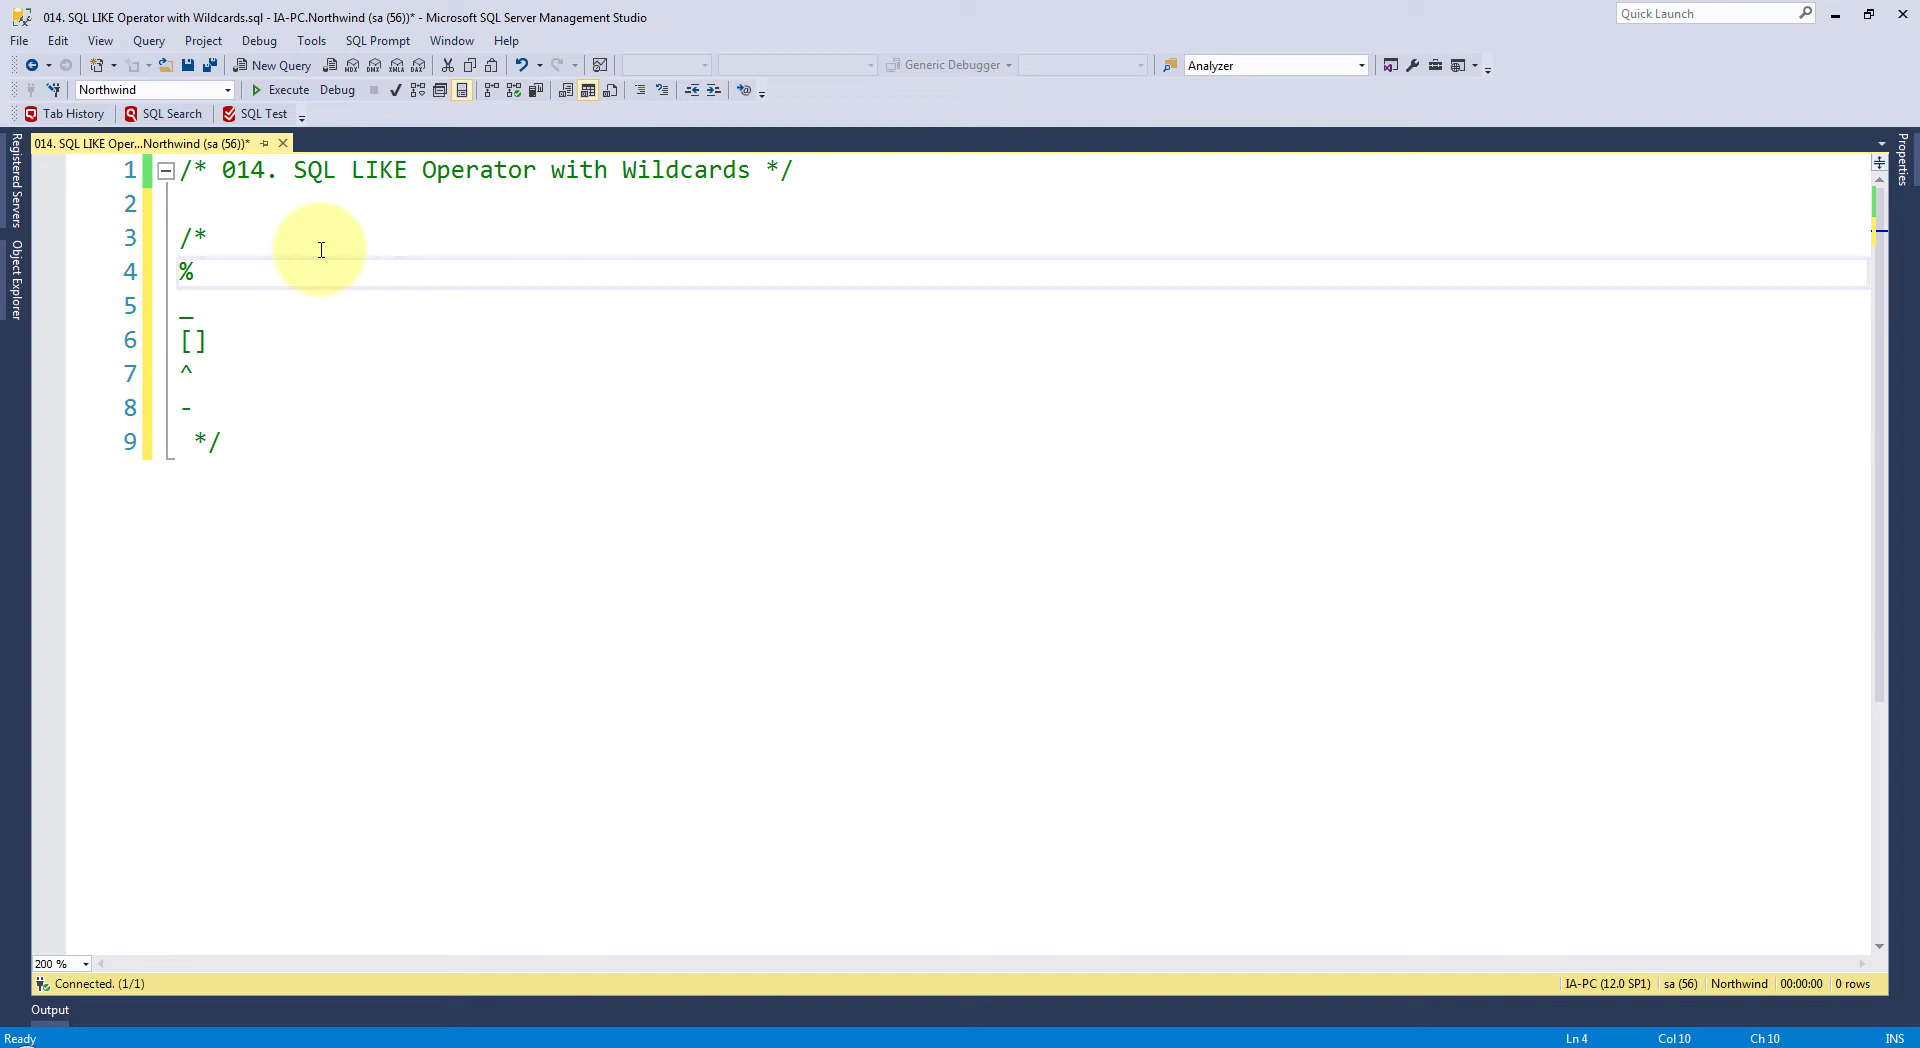 014. SQL LIKE Operator with Wildcards.sql - IA-PC.Northwind (sa (56))* - Microsoft SQL Server Management Studio
Quick Launch
File Edit View Query Project Debug Tools SQL Prompt Window Help
New Query MDX DMX XMLA DAX Generic Debugger Analyzer
Northwind Execute Debug
Tab History SQL Search SQL Test
014. SQL LIKE Oper...Northwind (sa (56))*
Registered Servers
Object Explorer
Properties
1 /* 014. SQL LIKE Operator with Wildcards */
2
3 /*
4 %
5 _
6 []
7 ^
8 -
9 */
200 %
Connected. (1/1) IA-PC (12.0 SP1) sa (56) Northwind 00:00:00 0 rows
Output
Ready Ln 4 Col 10 Ch 10 INS